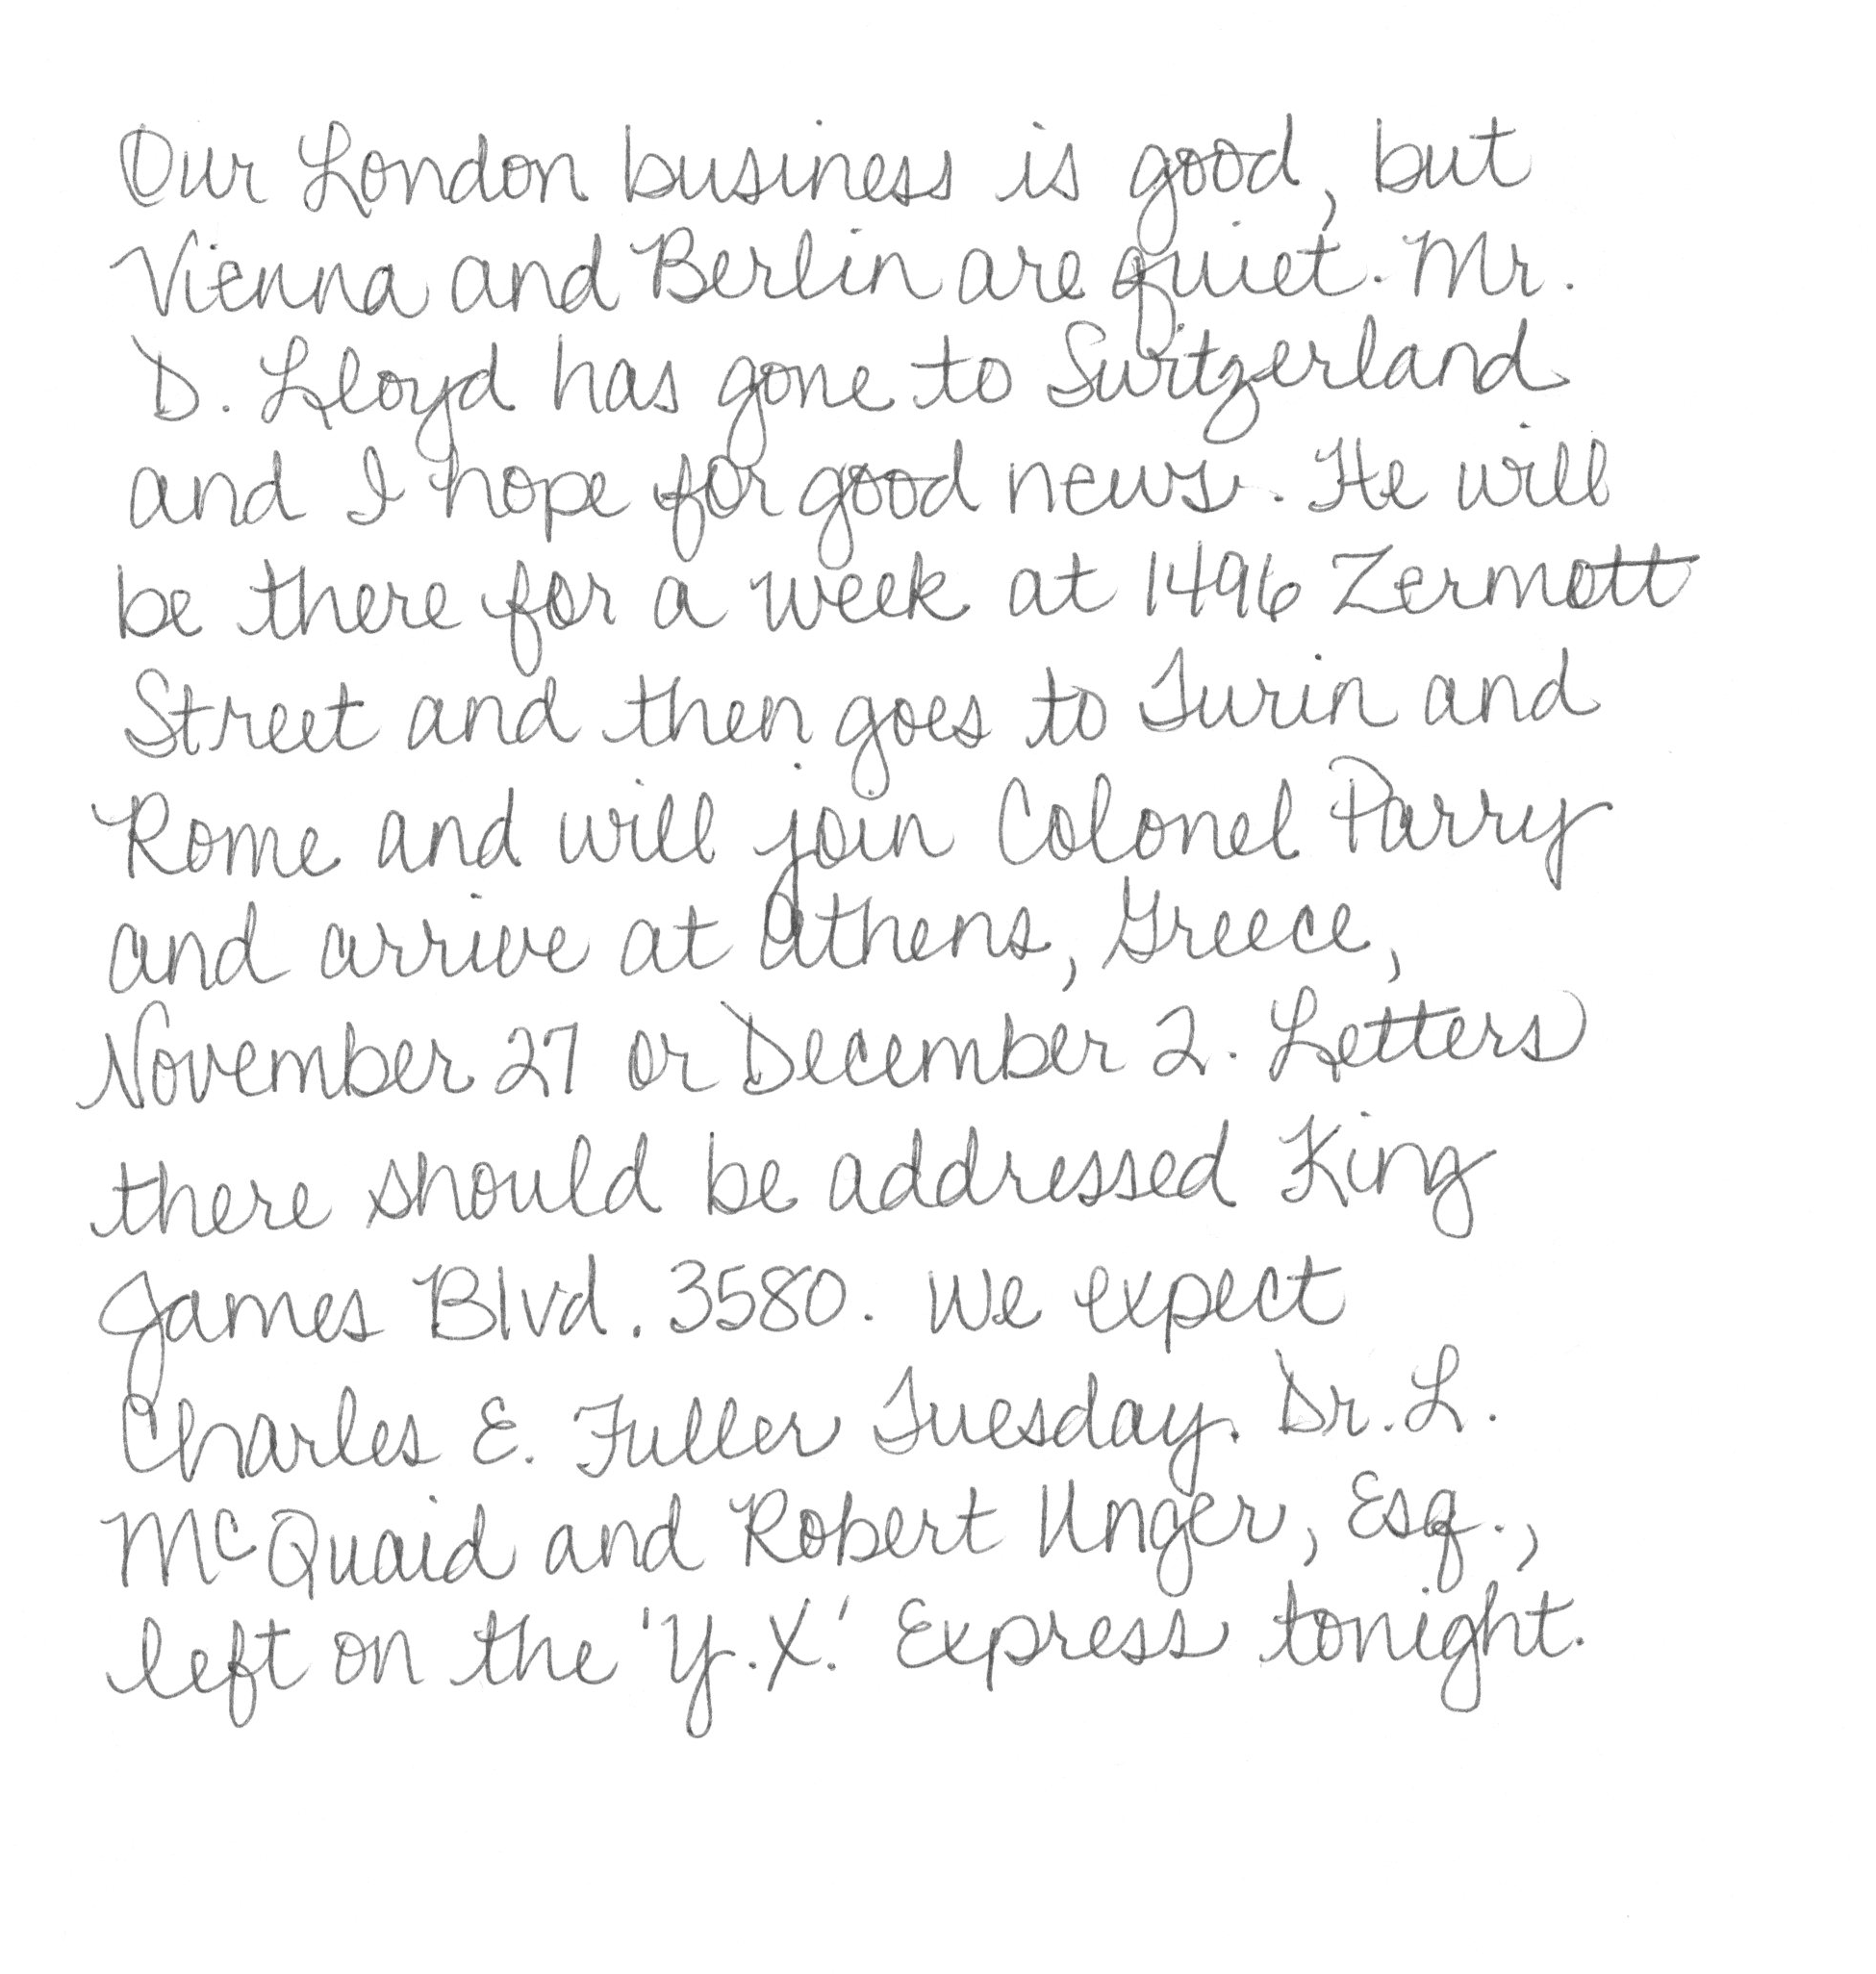 Our London business is good, but
Vienna and Berlin are quiet. Mr.
D. Lloyd has gone to Switzerland
and I hope for good news. He will
be there for a week at 1496 Zermott
Street and then goes to Turin and
Rome and will join Colonel Parry
and arrive at Athens, Greece,
November 27 or December 2. Letters
there should be addressed King
James Blvd. 3580. We expect
Charles E. Fuller Tuesday. Dr. L.
McQuaid and Robert Unger, Esq.,
left on the 'Y.X.' Express tonight.